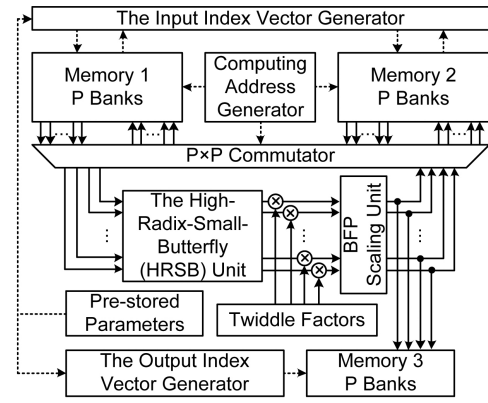 The Input Index Vector Generator
Memory 1
P Banks
Computing
Address
Generator
Memory 2
P Banks
P×P Commutator
The High-
Radix-Small-
Butterfly
(HRSB) Unit
BFP
Scaling Unit
Pre-stored
Parameters
Twiddle Factors
The Output Index
Vector Generator
Memory 3
P Banks